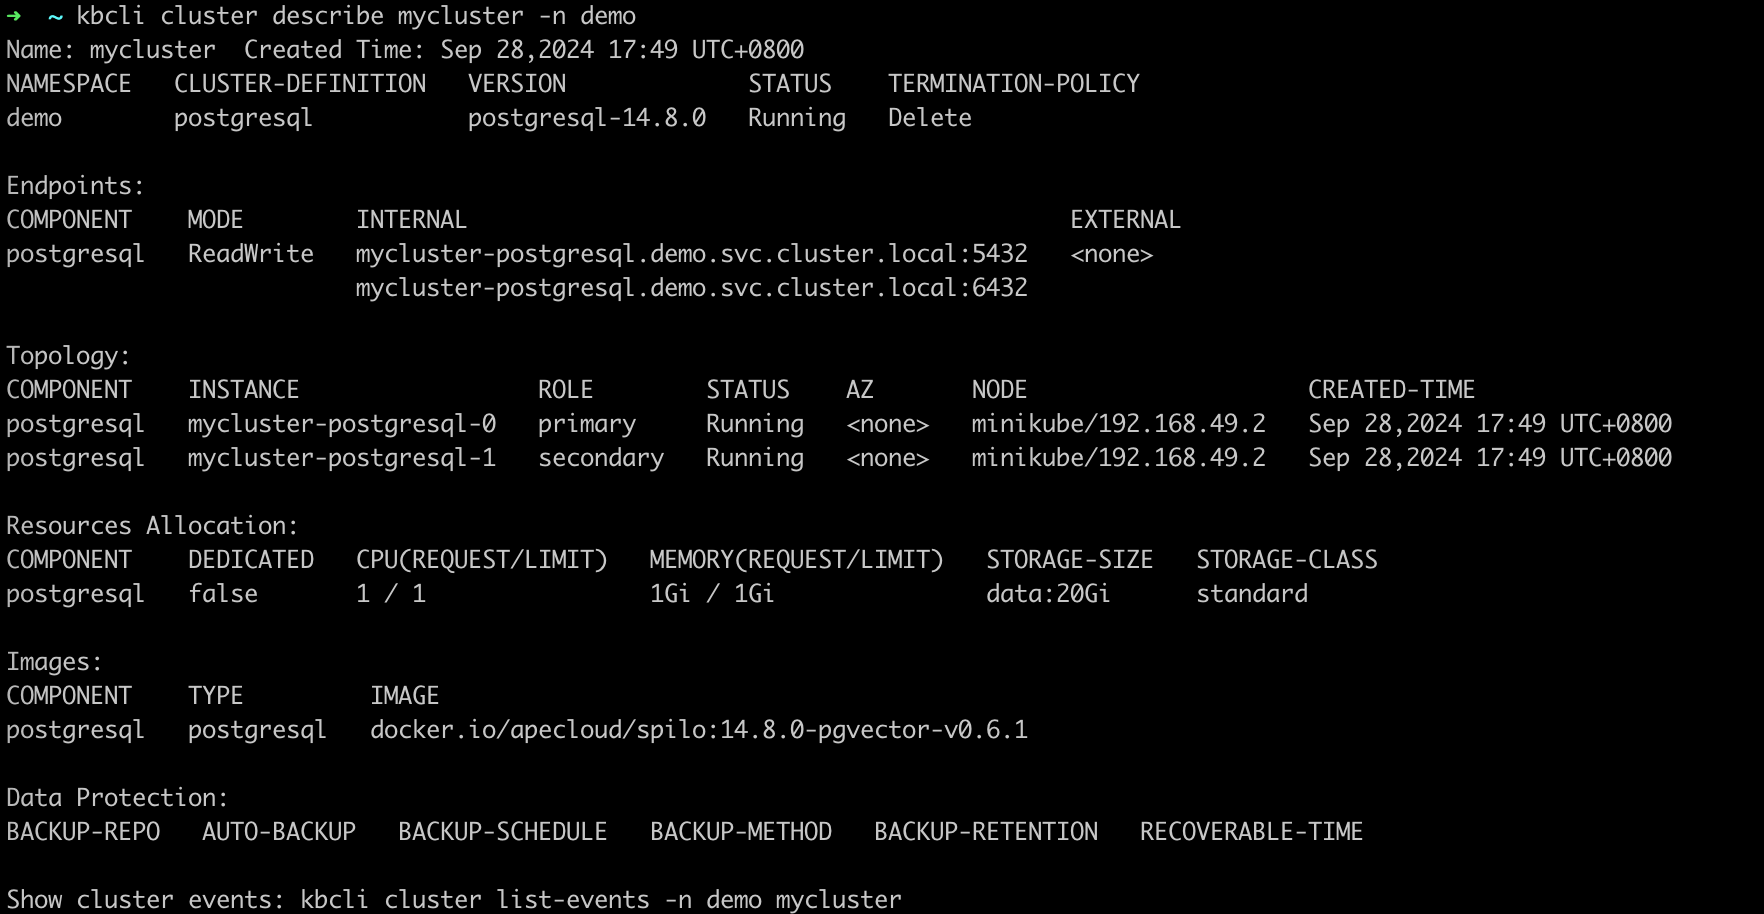 → ~ kbcli cluster describe mycluster -n demo
Name: mycluster  Created Time: Sep 28,2024 17:49 UTC+0800
NAMESPACE   CLUSTER-DEFINITION   VERSION             STATUS    TERMINATION-POLICY
demo        postgresql           postgresql-14.8.0   Running   Delete
Endpoints:
COMPONENT    MODE        INTERNAL                                           EXTERNAL
postgresql   ReadWrite   mycluster-postgresql.demo.svc.cluster.local:5432   <none>
                         mycluster-postgresql.demo.svc.cluster.local:6432
Topology:
COMPONENT    INSTANCE                 ROLE        STATUS    AZ       NODE                    CREATED-TIME
postgresql   mycluster-postgresql-0   primary     Running   <none>   minikube/192.168.49.2   Sep 28,2024 17:49 UTC+0800
postgresql   mycluster-postgresql-1   secondary   Running   <none>   minikube/192.168.49.2   Sep 28,2024 17:49 UTC+0800
Resources Allocation:
COMPONENT    DEDICATED   CPU(REQUEST/LIMIT)   MEMORY(REQUEST/LIMIT)   STORAGE-SIZE   STORAGE-CLASS
postgresql   false       1 / 1                1Gi / 1Gi               data:20Gi      standard
Images:
COMPONENT    TYPE         IMAGE
postgresql   postgresql   docker.io/apecloud/spilo:14.8.0-pgvector-v0.6.1
Data Protection:
BACKUP-REPO   AUTO-BACKUP   BACKUP-SCHEDULE   BACKUP-METHOD   BACKUP-RETENTION   RECOVERABLE-TIME
Show cluster events: kbcli cluster list-events -n demo mycluster